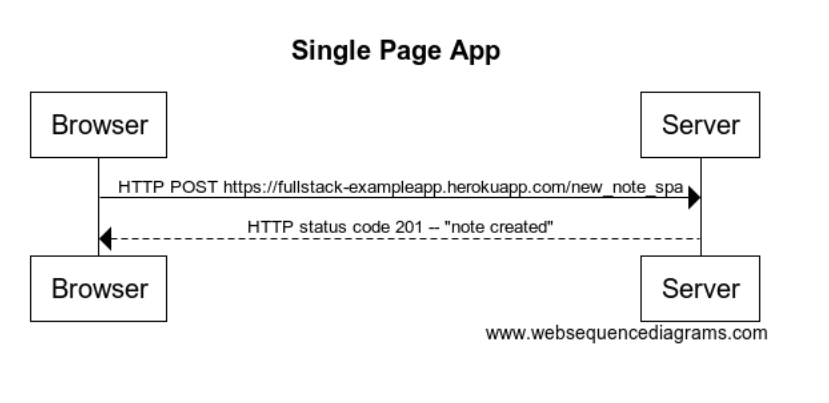 Single Page App
Browser
Server
HTTP POST https://fullstack-exampleapp.herokuapp.com/new_note_spa
HTTP status code 201 -- "note created"
Browser
Server
www.websequencediagrams.com